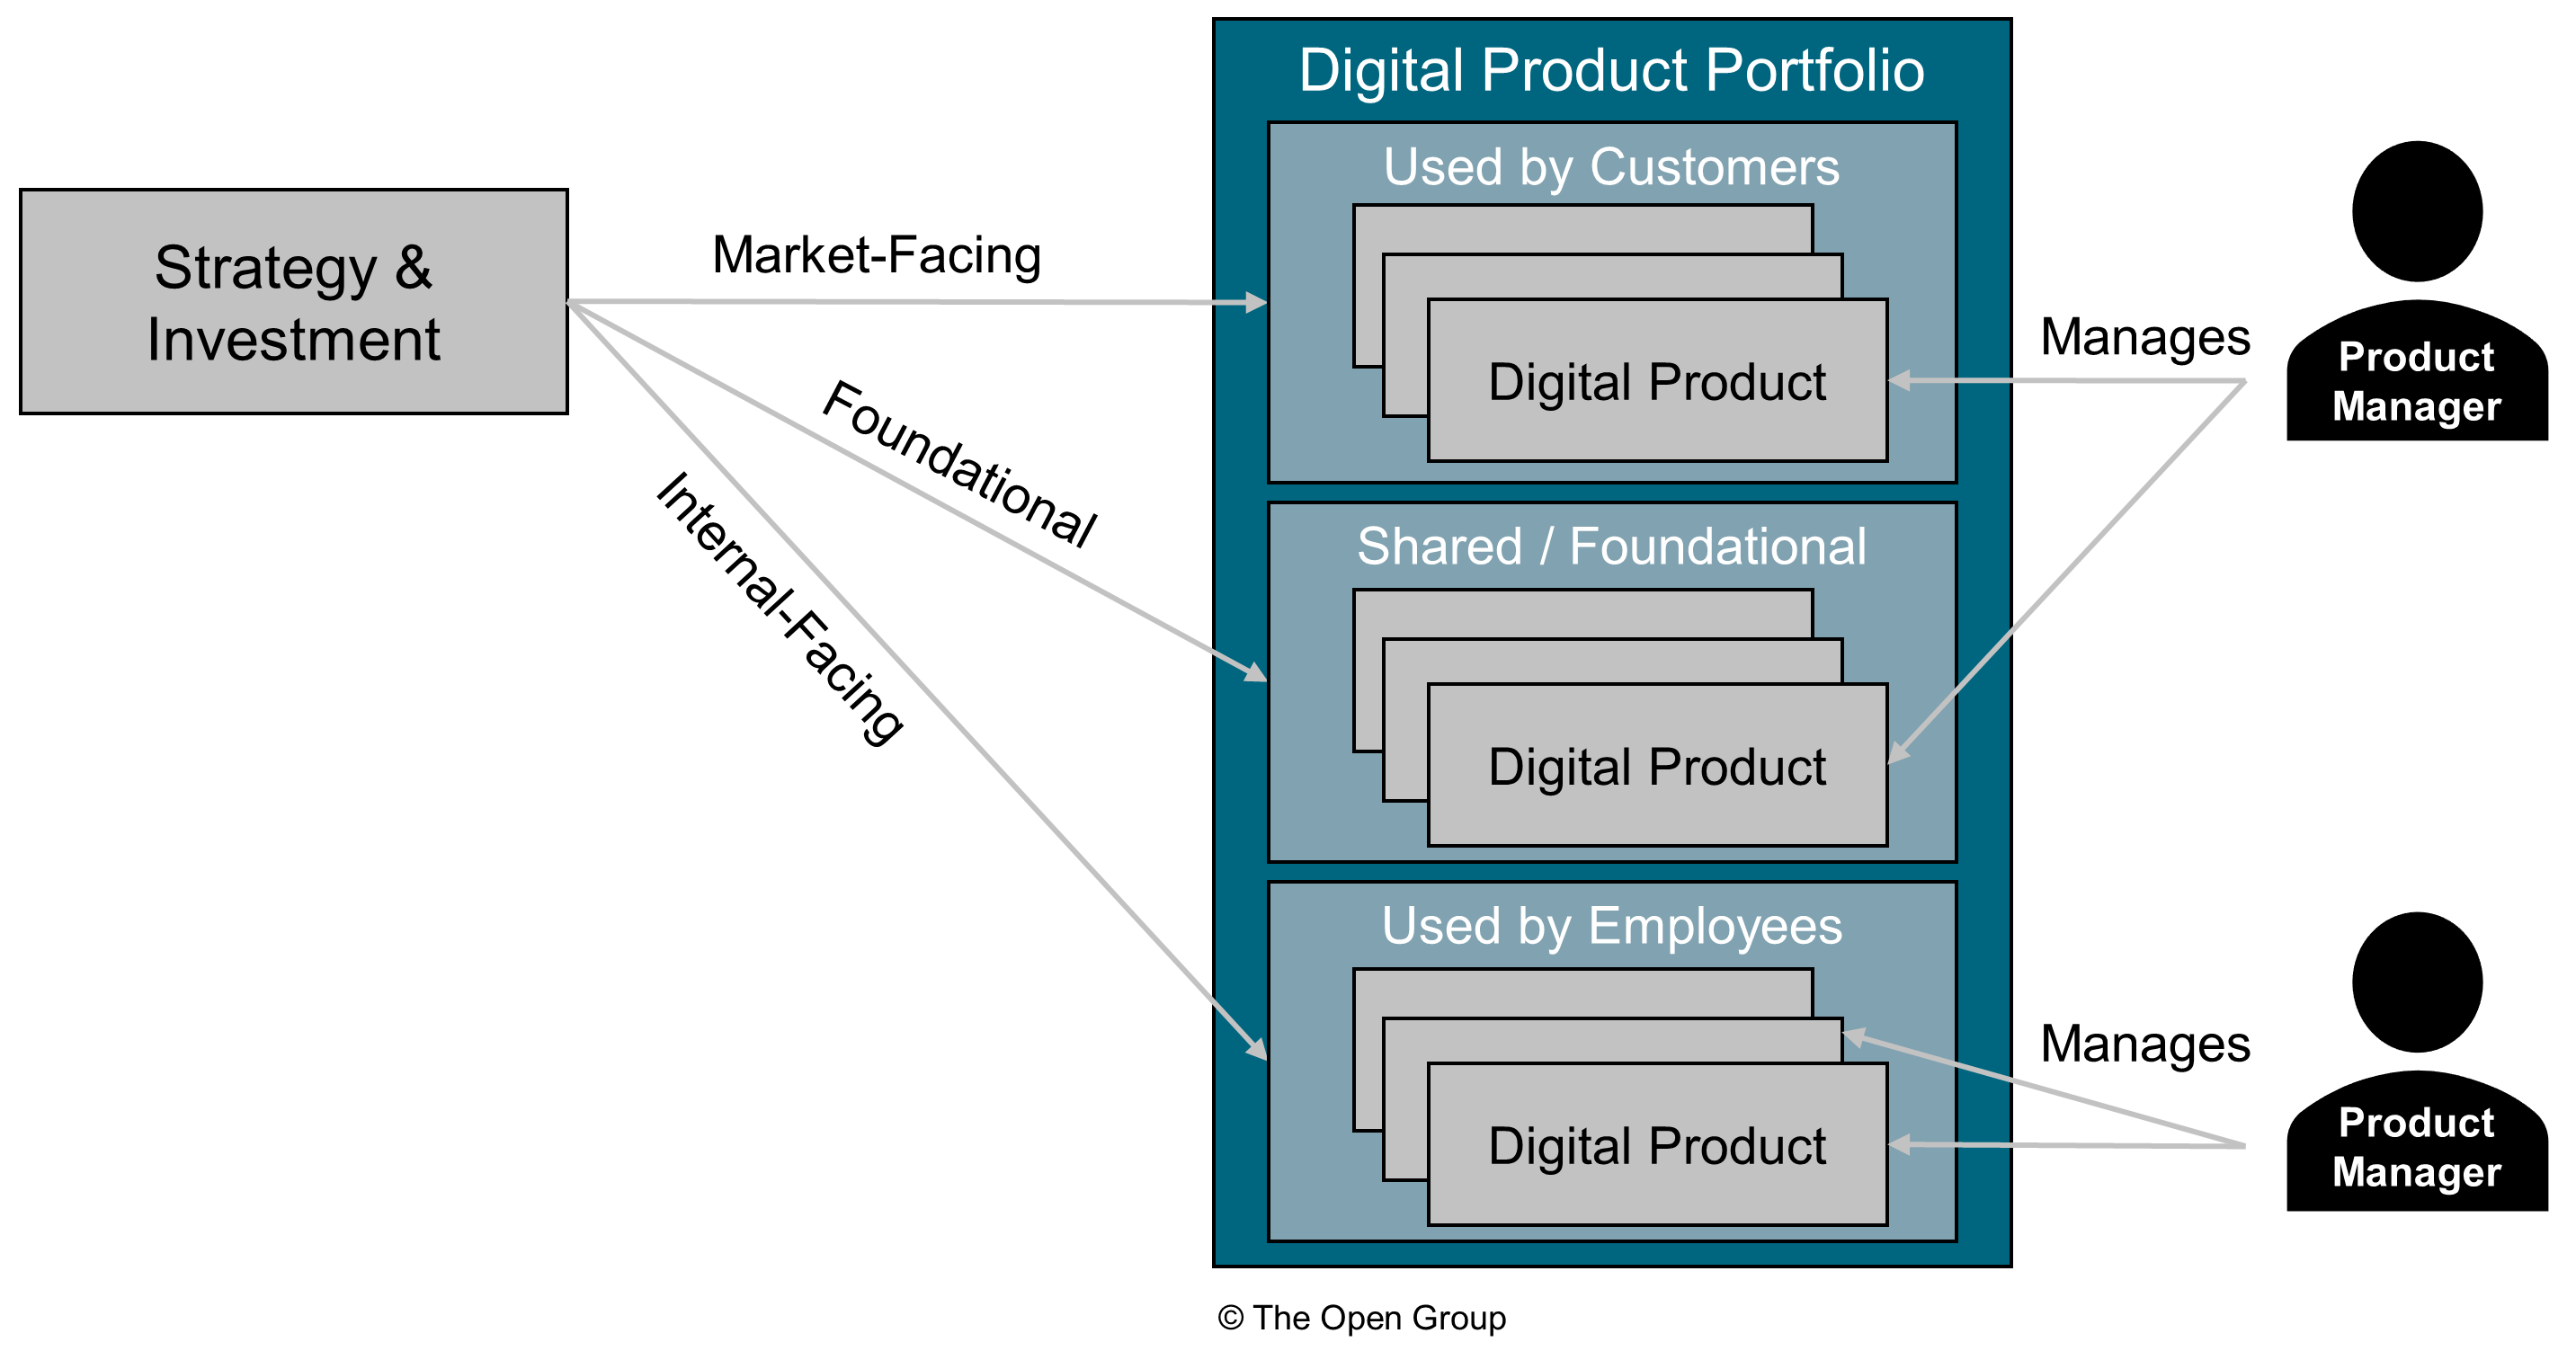 Digital Product Portfolio
Used by Customers
Strategy &
Investment
Market-Facing
Foundational
Internal-Facing
Digital Product
Manages
Product
Manager
Shared / Foundational
Digital Product
Used by Employees
Digital Product
Manages
Product
Manager
© The Open Group